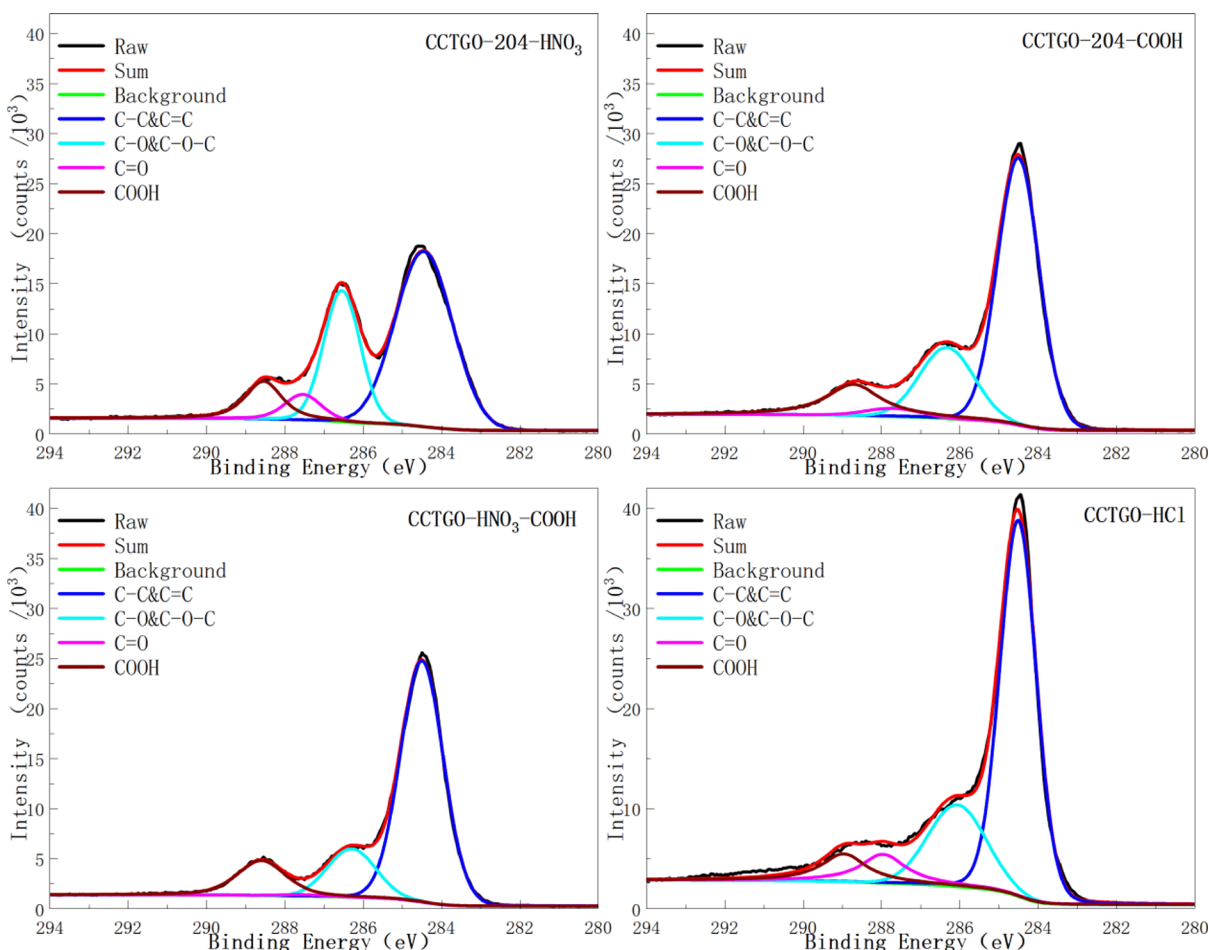 40
35
30
25
20
15
10
5
0
Intensity (counts /10³)
Raw
Sum
Background
C-C&C=C
C-O&C-O-C
C=O
COOH
CCTGO-204-HNO₃
294 292 290 288 286 284 282 280
Binding Energy (eV)
40
35
30
25
20
15
10
5
0
Intensity (counts /10³)
Raw
Sum
Background
C-C&C=C
C-O&C-O-C
C=O
COOH
CCTGO-204-COOH
294 292 290 288 286 284 282 280
Binding Energy (eV)
40
35
30
25
20
15
10
5
0
Intensity (counts /10³)
Raw
Sum
Background
C-C&C=C
C-O&C-O-C
C=O
COOH
CCTGO-HNO₃-COOH
294 292 290 288 286 284 282 280
Binding Energy (eV)
40
35
30
25
20
15
10
5
0
Intensity (counts /10³)
Raw
Sum
Background
C-C&C=C
C-O&C-O-C
C=O
COOH
CCTGO-HCl
294 292 290 288 286 284 282 280
Binding Energy (eV)